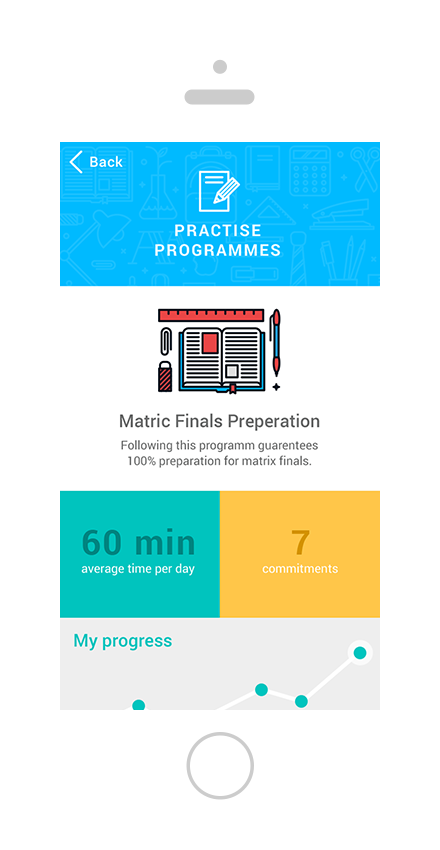 Back
PRACTISE
PROGRAMMES
Matric Finals Preperation
Following this programm guarentees
100% preparation for matrix finals.
60 min
average time per day
7
commitments
My progress